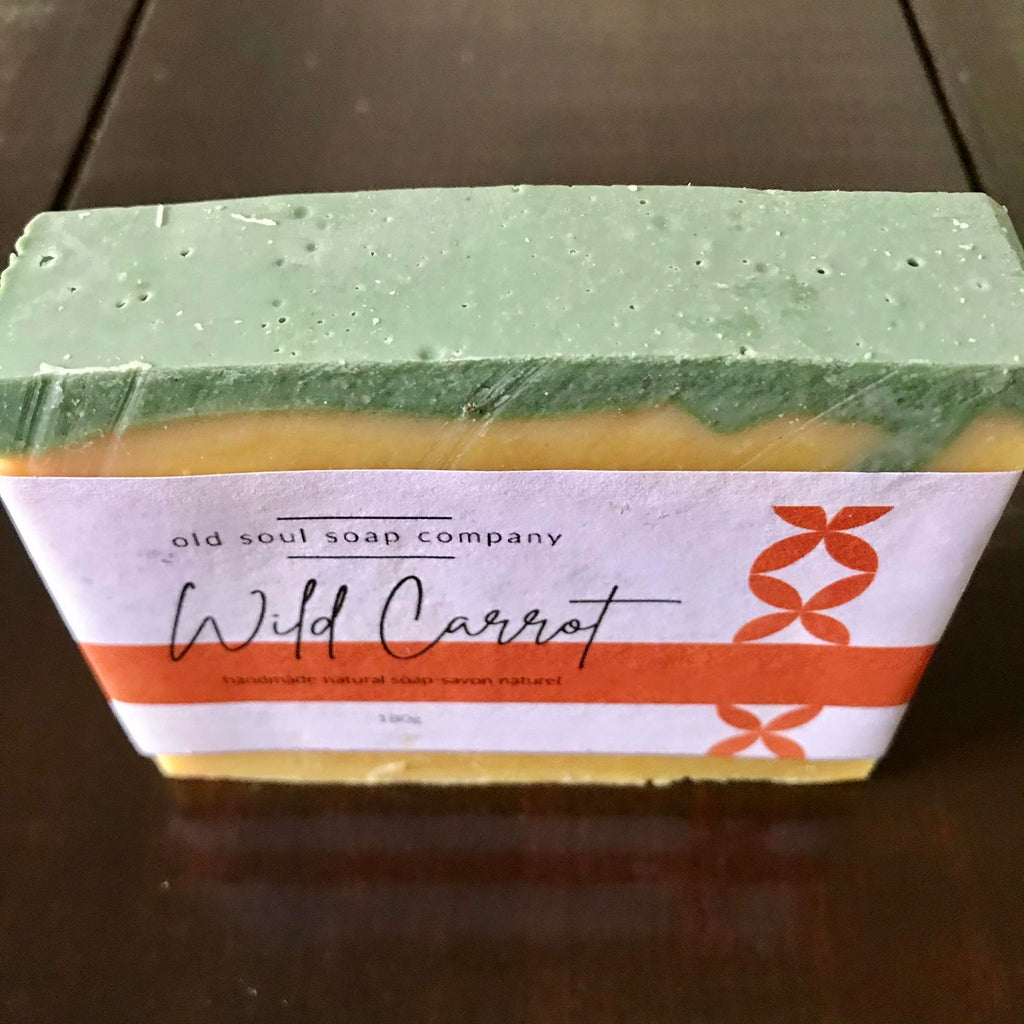 old soul soap company
Wild Carrot
handmade natural soap-savon naturel
180g